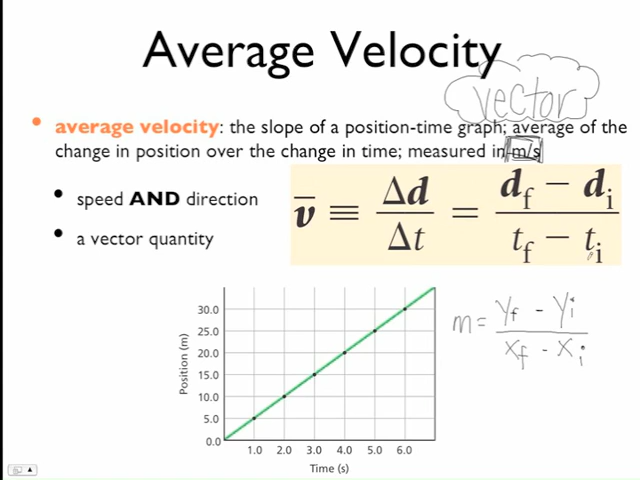 Average Velocity
vector
• average velocity: the slope of a position-time graph; average of the
change in position over the change in time; measured in m/s
• speed AND direction
• a vector quantity
v̄ ≡ Δd/Δt = (d_f − d_i)/(t_f − t_i)
m = (y_f - y_i)/(x_f - x_i)
Position (m)
30.0
25.0
20.0
15.0
10.0
5.0
0.0
1.0 2.0 3.0 4.0 5.0 6.0
Time (s)